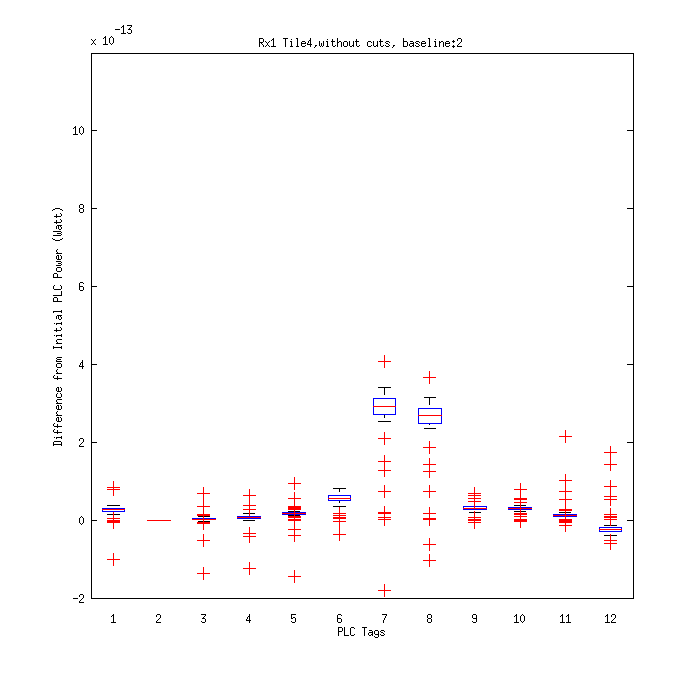 x 10
-13
Rx1 Tile4,without cuts, baseline:2
10
8
6
4
2
0
-2
Difference from Initial PLC Power (Watt)
1 2 3 4 5 6 7 8 9 10 11 12
PLC Tags